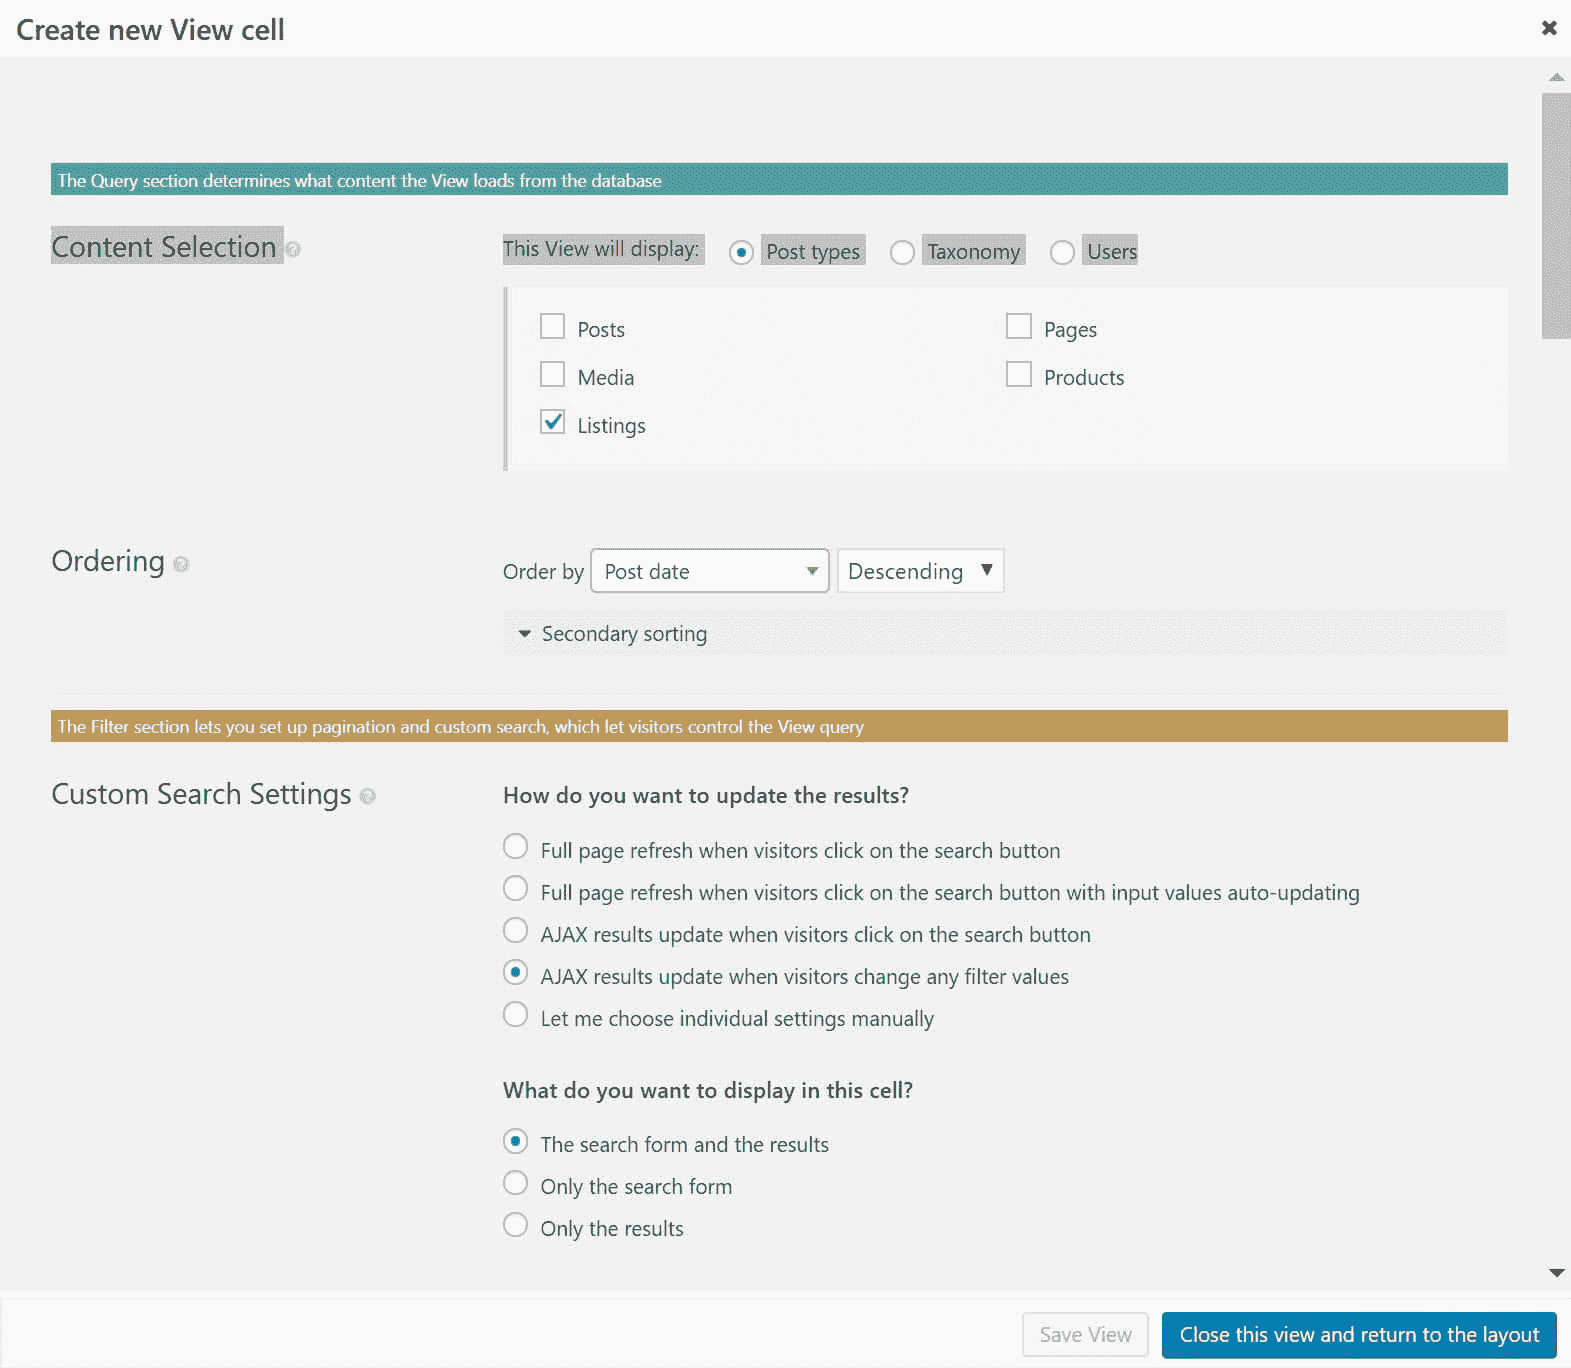 Create new View cell
The Query section determines what content the View loads from the database
Content Selection
This View will display: Post types Taxonomy Users
Posts Pages
Media Products
Listings
Ordering
Order by Post date Descending
Secondary sorting
The Filter section lets you set up pagination and custom search, which let visitors control the View query
Custom Search Settings
How do you want to update the results?
Full page refresh when visitors click on the search button
Full page refresh when visitors click on the search button with input values auto-updating
AJAX results update when visitors click on the search button
AJAX results update when visitors change any filter values
Let me choose individual settings manually
What do you want to display in this cell?
The search form and the results
Only the search form
Only the results
Save View Close this view and return to the layout